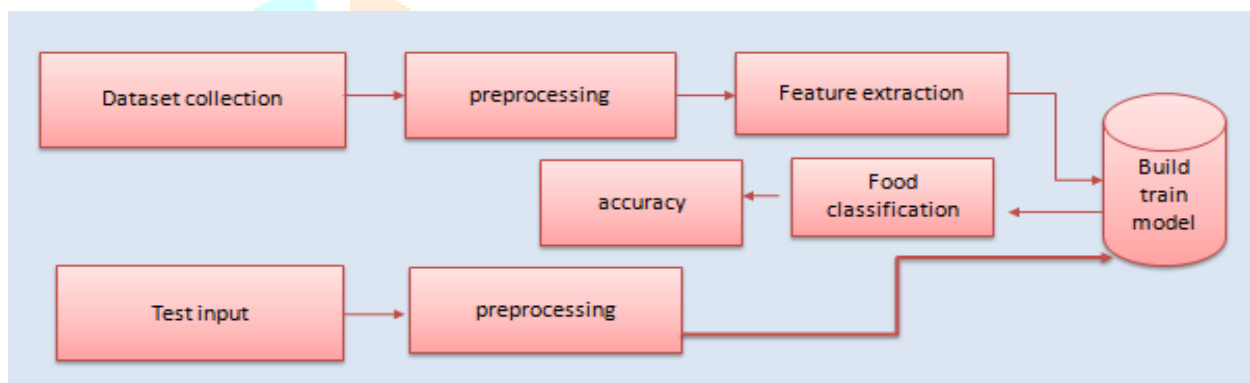 Dataset collection
preprocessing
Feature extraction
Build
train
model
Food
classification
accuracy
Test input
preprocessing